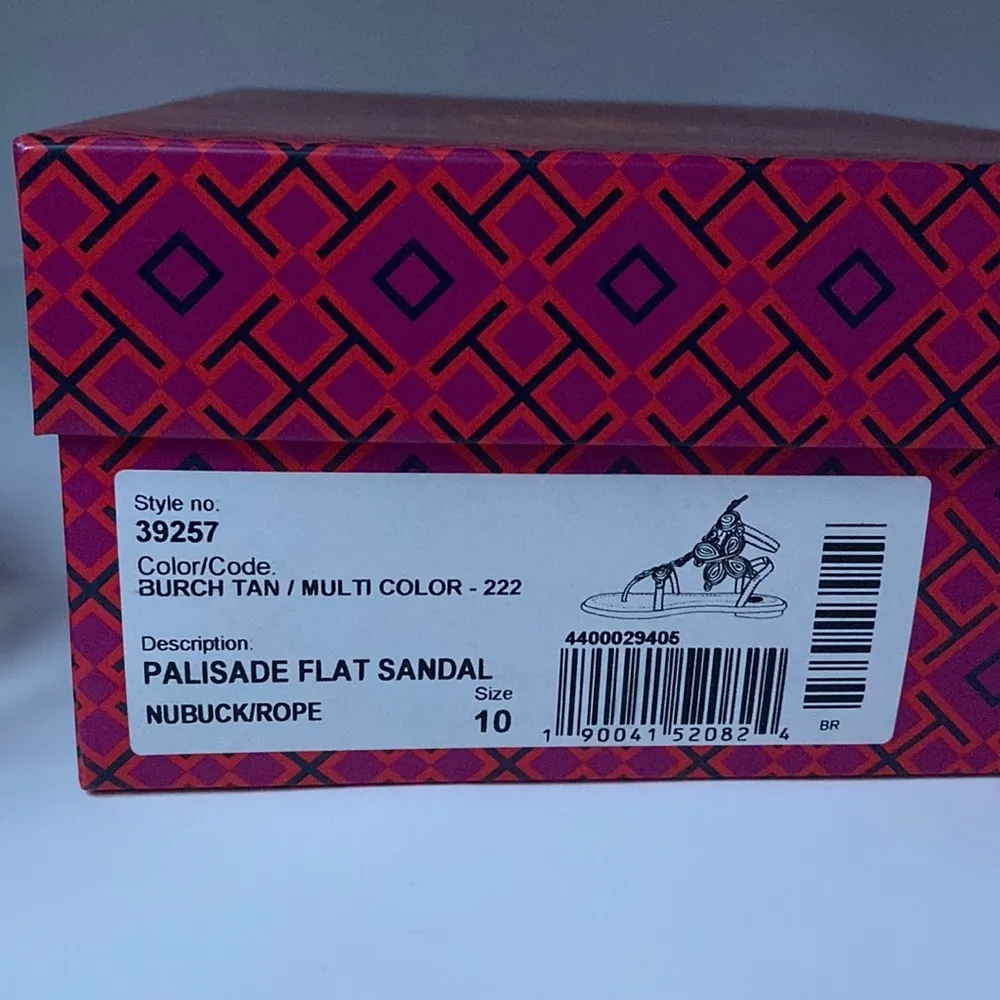 Style no:
39257
Color/Code.
BURCH TAN / MULTI COLOR - 222
Description.
PALISADE FLAT SANDAL
NUBUCK/ROPE
Size
10
4400029405
1 90041 52082 4
BR